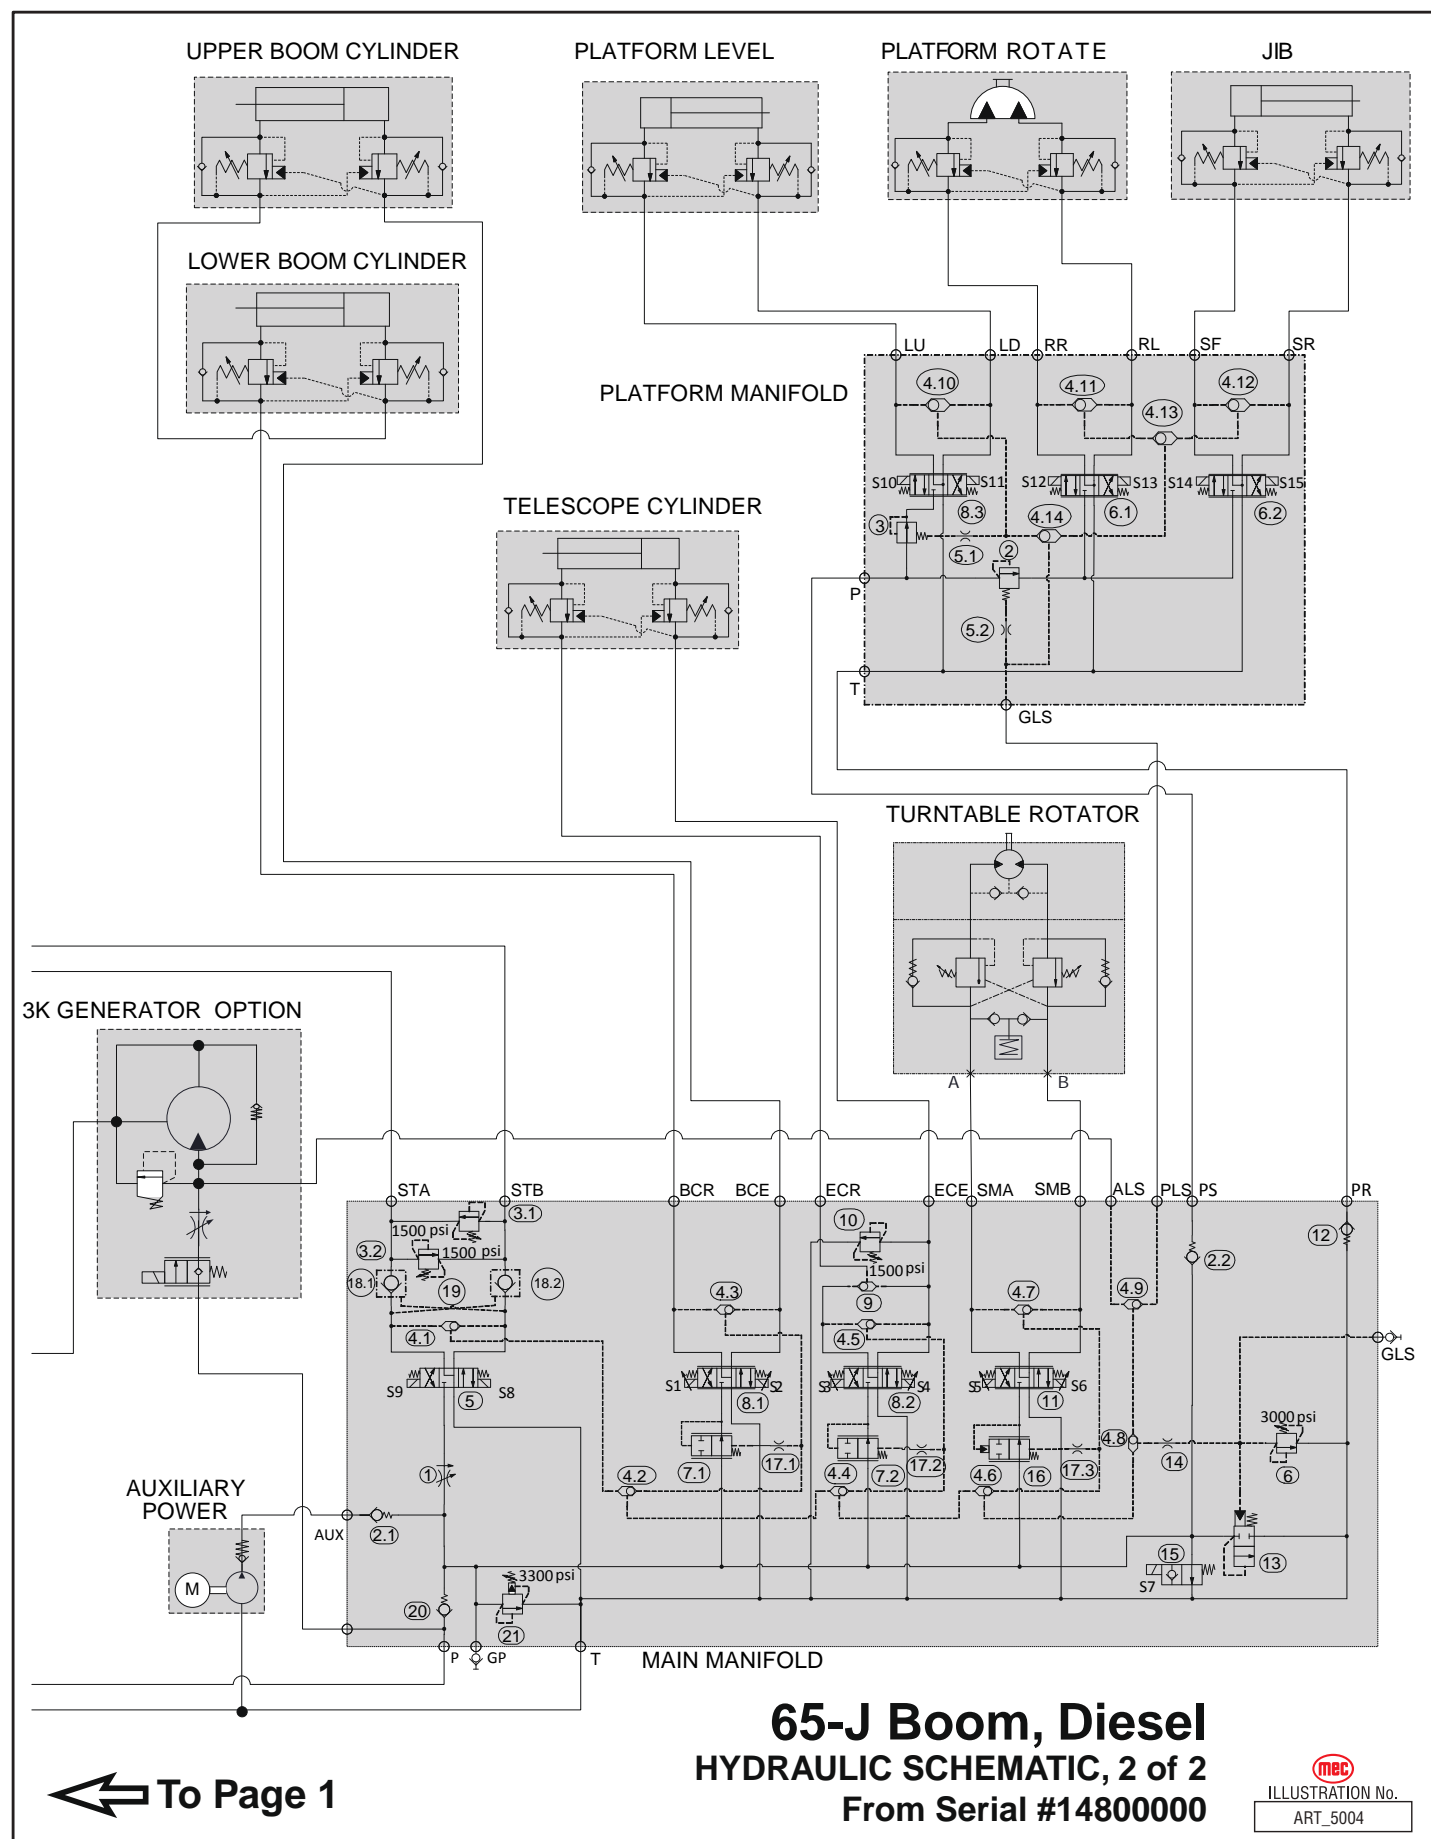 UPPER BOOM CYLINDER
PLATFORM LEVEL
PLATFORM ROTATE
JIB
LOWER BOOM CYLINDER
LU
LD
RR
RL
SF
SR
PLATFORM MANIFOLD
4.10
4.11
4.12
4.13
S10
S11
S12
S13
S14
S15
TELESCOPE CYLINDER
8.3
6.1
6.2
3
4.14
5.1
2
P
5.2
T
GLS
TURNTABLE ROTATOR
3K GENERATOR OPTION
A
B
STA
STB
BCR
BCE
ECR
ECE
SMA
SMB
ALS
PLS
PS
PR
3.1
1500 psi
10
12
3.2
1500 psi
2.2
1500 psi
18.1
19
18.2
4.3
9
4.7
4.9
4.1
4.5
GLS
S9
S8
S1
S2
S3
S4
S5
S6
5
8.1
8.2
11
3000 psi
4.8
14
6
7.1
17.1
7.2
17.2
16
17.3
1
4.2
4.4
4.6
AUXILIARY
POWER
AUX
2.1
15
13
M
3300 psi
S7
20
21
P
GP
T
MAIN MANIFOLD
65-J Boom, Diesel
HYDRAULIC SCHEMATIC, 2 of 2
From Serial #14800000
To Page 1
mec
ILLUSTRATION No.
ART_5004